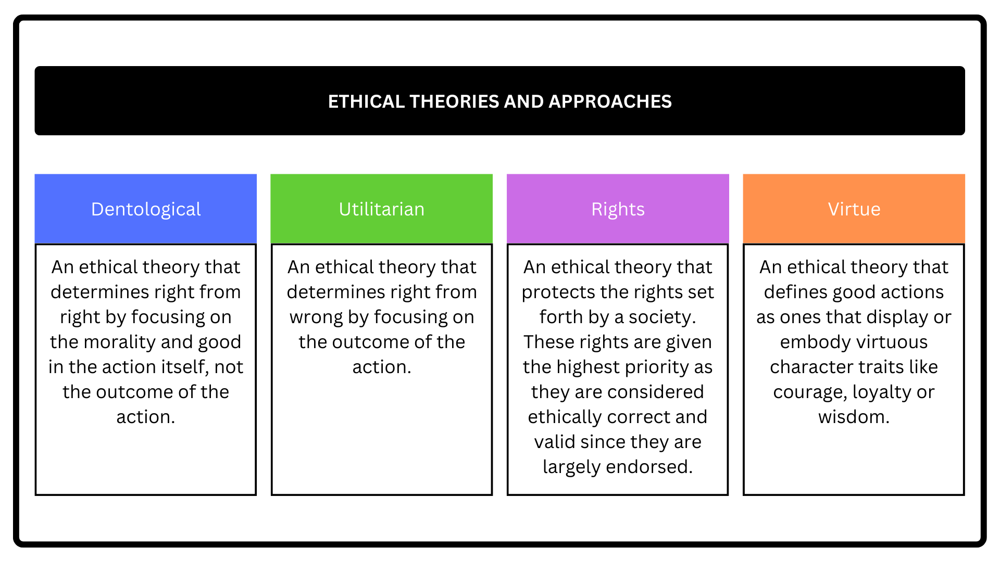 ETHICAL THEORIES AND APPROACHES
Dentological
An ethical theory that
determines right from
right by focusing on
the morality and good
in the action itself, not
the outcome of the
action.
Utilitarian
An ethical theory that
determines right from
wrong by focusing on
the outcome of the
action.
Rights
An ethical theory that
protects the rights set
forth by a society.
These rights are given
the highest priority as
they are considered
ethically correct and
valid since they are
largely endorsed.
Virtue
An ethical theory that
defines good actions
as ones that display or
embody virtuous
character traits like
courage, loyalty or
wisdom.